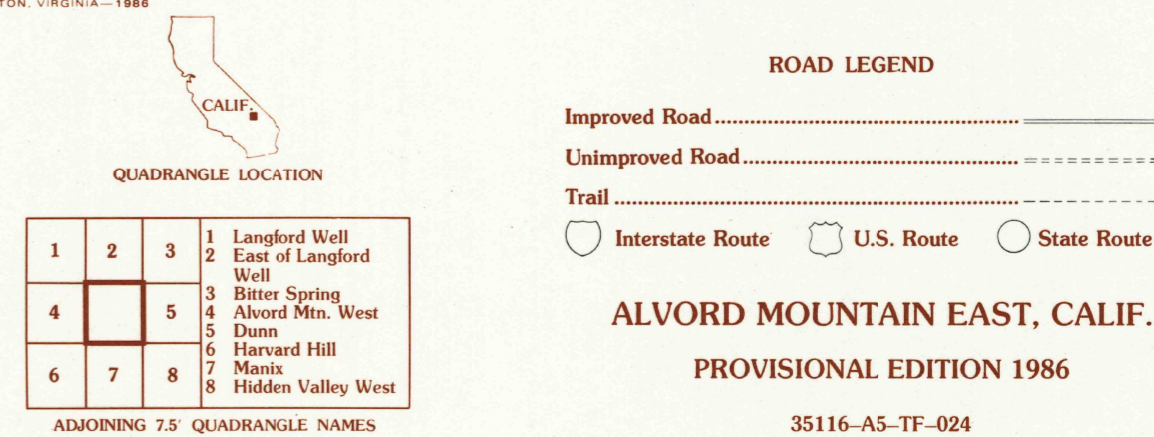 TON, VIRGINIA—1986
CALIF.
QUADRANGLE LOCATION
1 2 3
4 5
6 7 8
1 Langford Well
2 East of Langford
Well
3 Bitter Spring
4 Alvord Mtn. West
5 Dunn
6 Harvard Hill
7 Manix
8 Hidden Valley West
ADJOINING 7.5′ QUADRANGLE NAMES
ROAD LEGEND
Improved Road
Unimproved Road
Trail
Interstate Route U.S. Route State Route
ALVORD MOUNTAIN EAST, CALIF.
PROVISIONAL EDITION 1986
35116–A5–TF–024